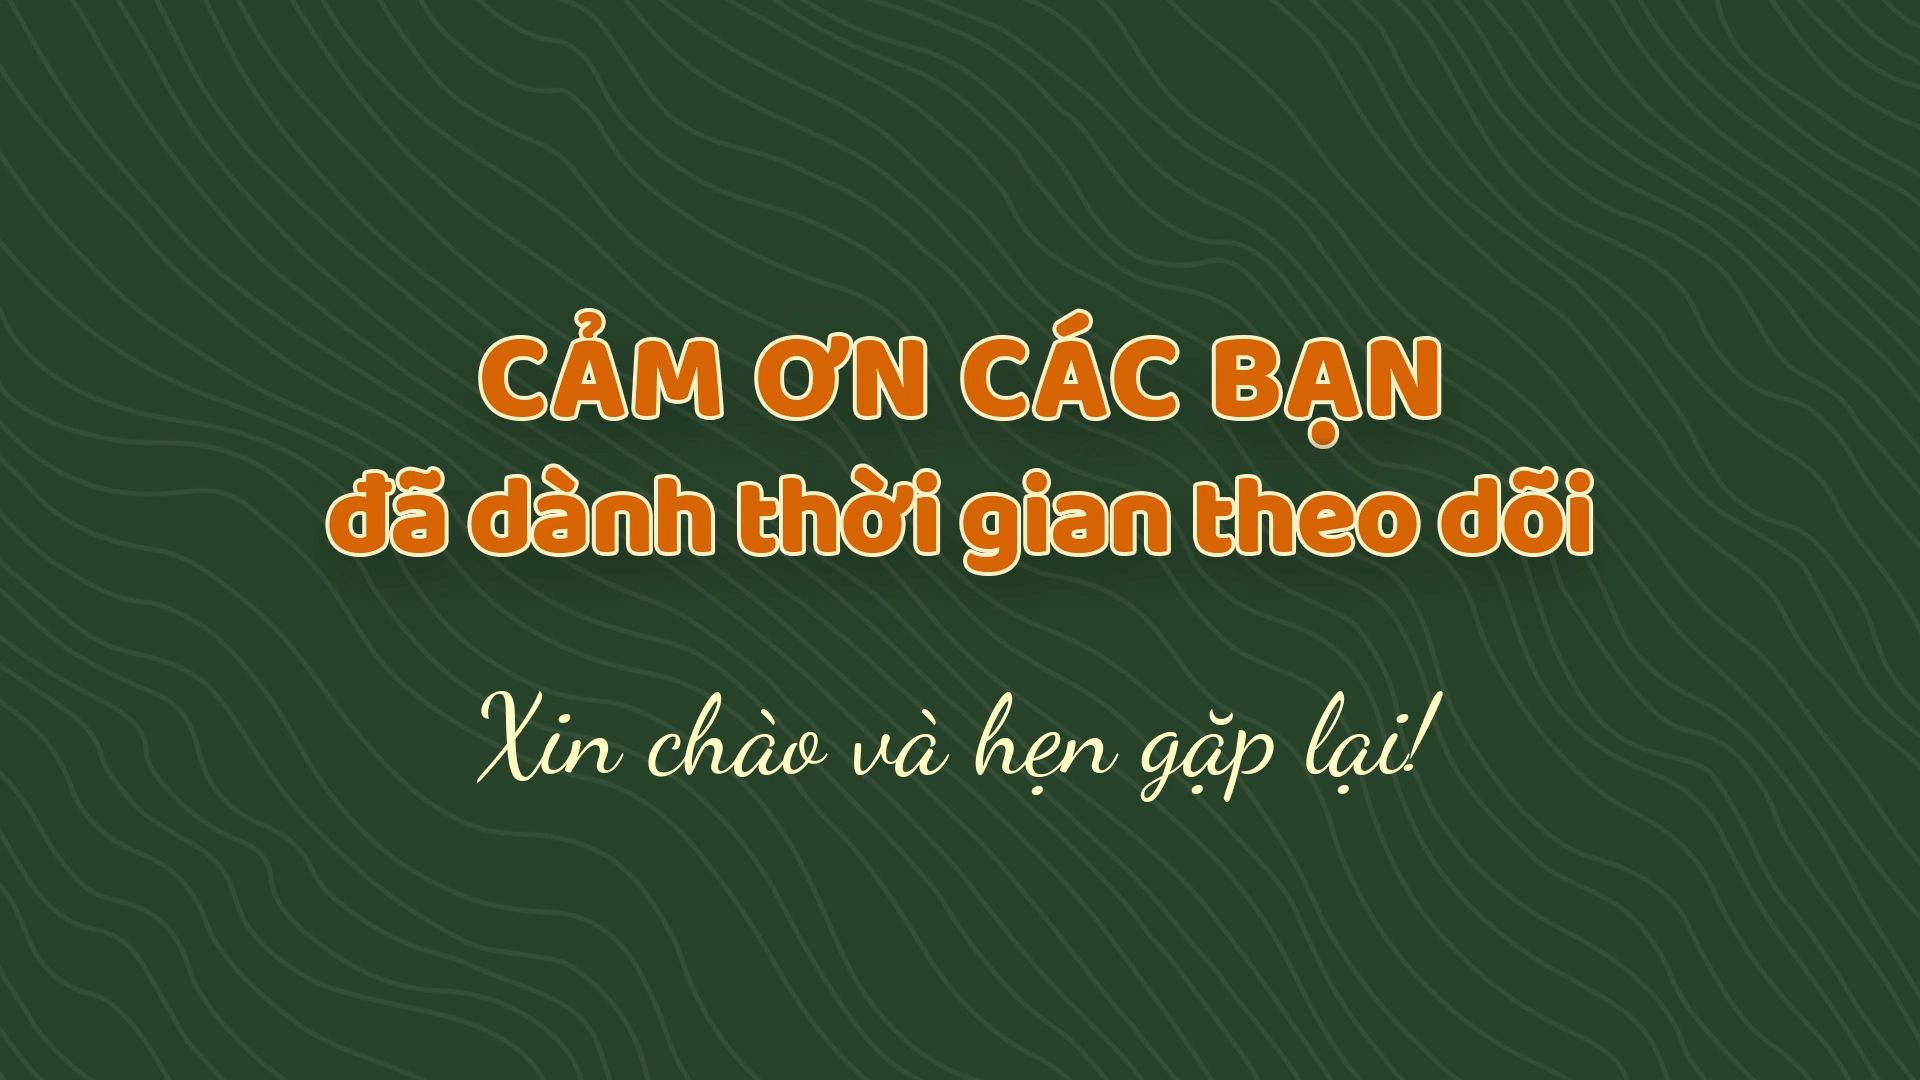 CẢM ƠN CÁC BẠN
đã dành thời gian theo dõi
Xin chào và hẹn gặp lại!